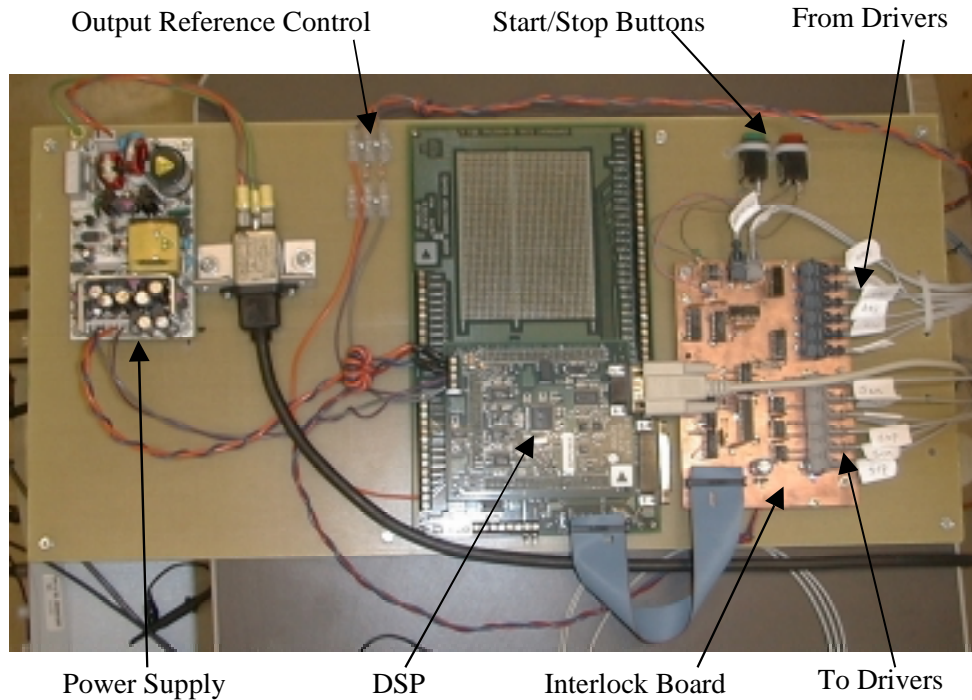 Output Reference Control
Start/Stop Buttons
From Drivers
Power Supply
DSP
Interlock Board
To Drivers